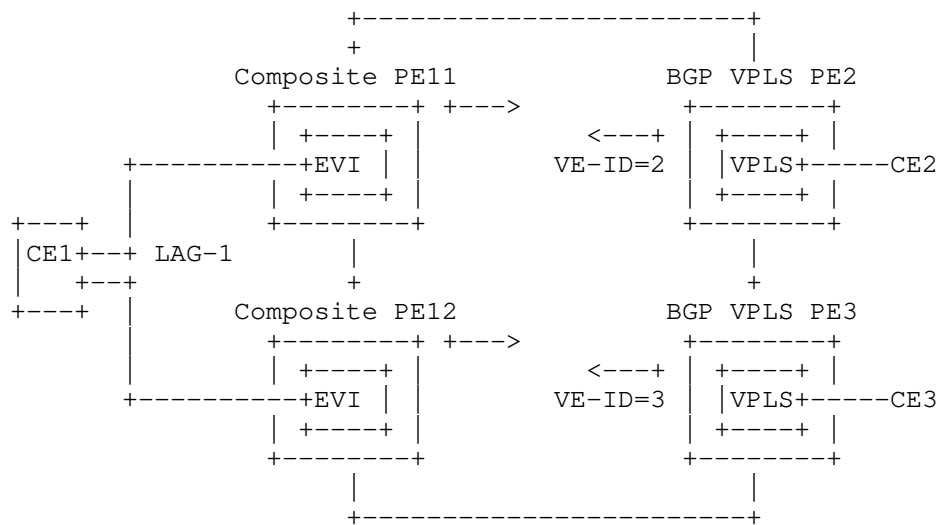 Composite PE11 BGP VPLS PE2
EVI VE-ID=2 VPLS CE2
CE1 LAG-1
Composite PE12 BGP VPLS PE3
EVI VE-ID=3 VPLS CE3